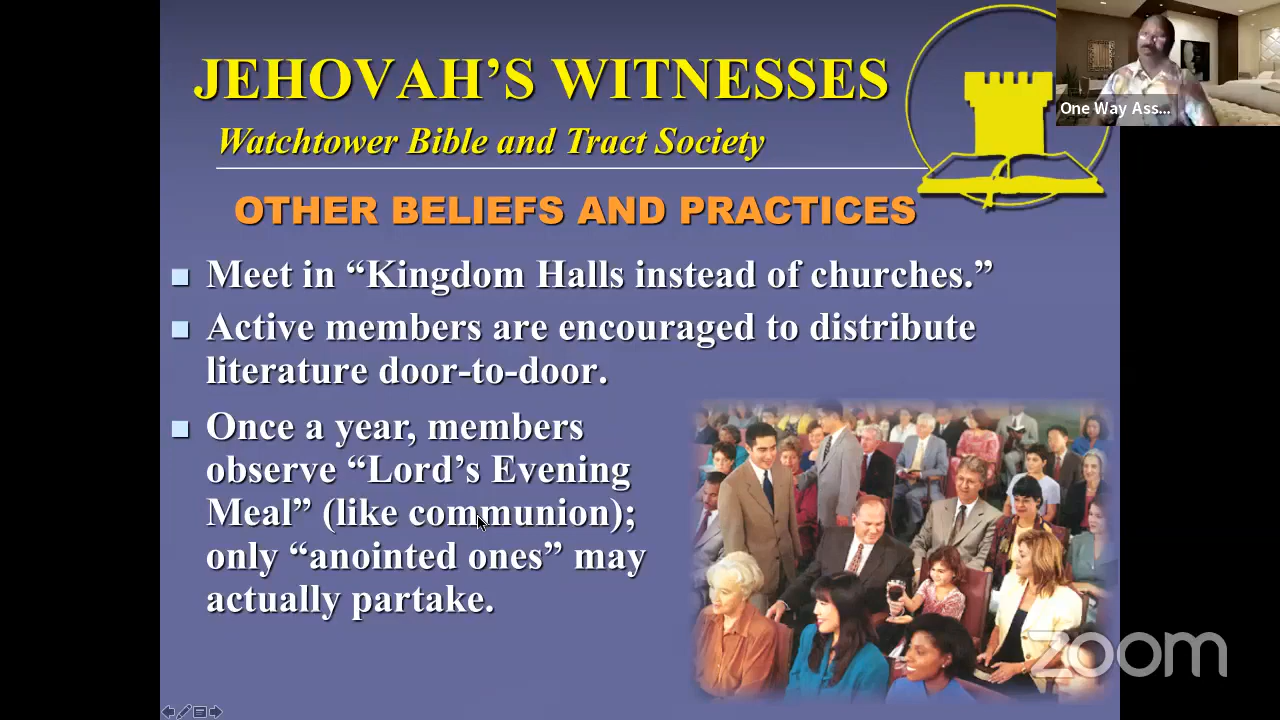 JEHOVAH’S WITNESSES
Watchtower Bible and Tract Society
One Way Ass...
OTHER BELIEFS AND PRACTICES
Meet in “Kingdom Halls instead of churches.”
Active members are encouraged to distribute
literature door-to-door.
Once a year, members
observe “Lord’s Evening
Meal” (like communion);
only “anointed ones” may
actually partake.
zoom